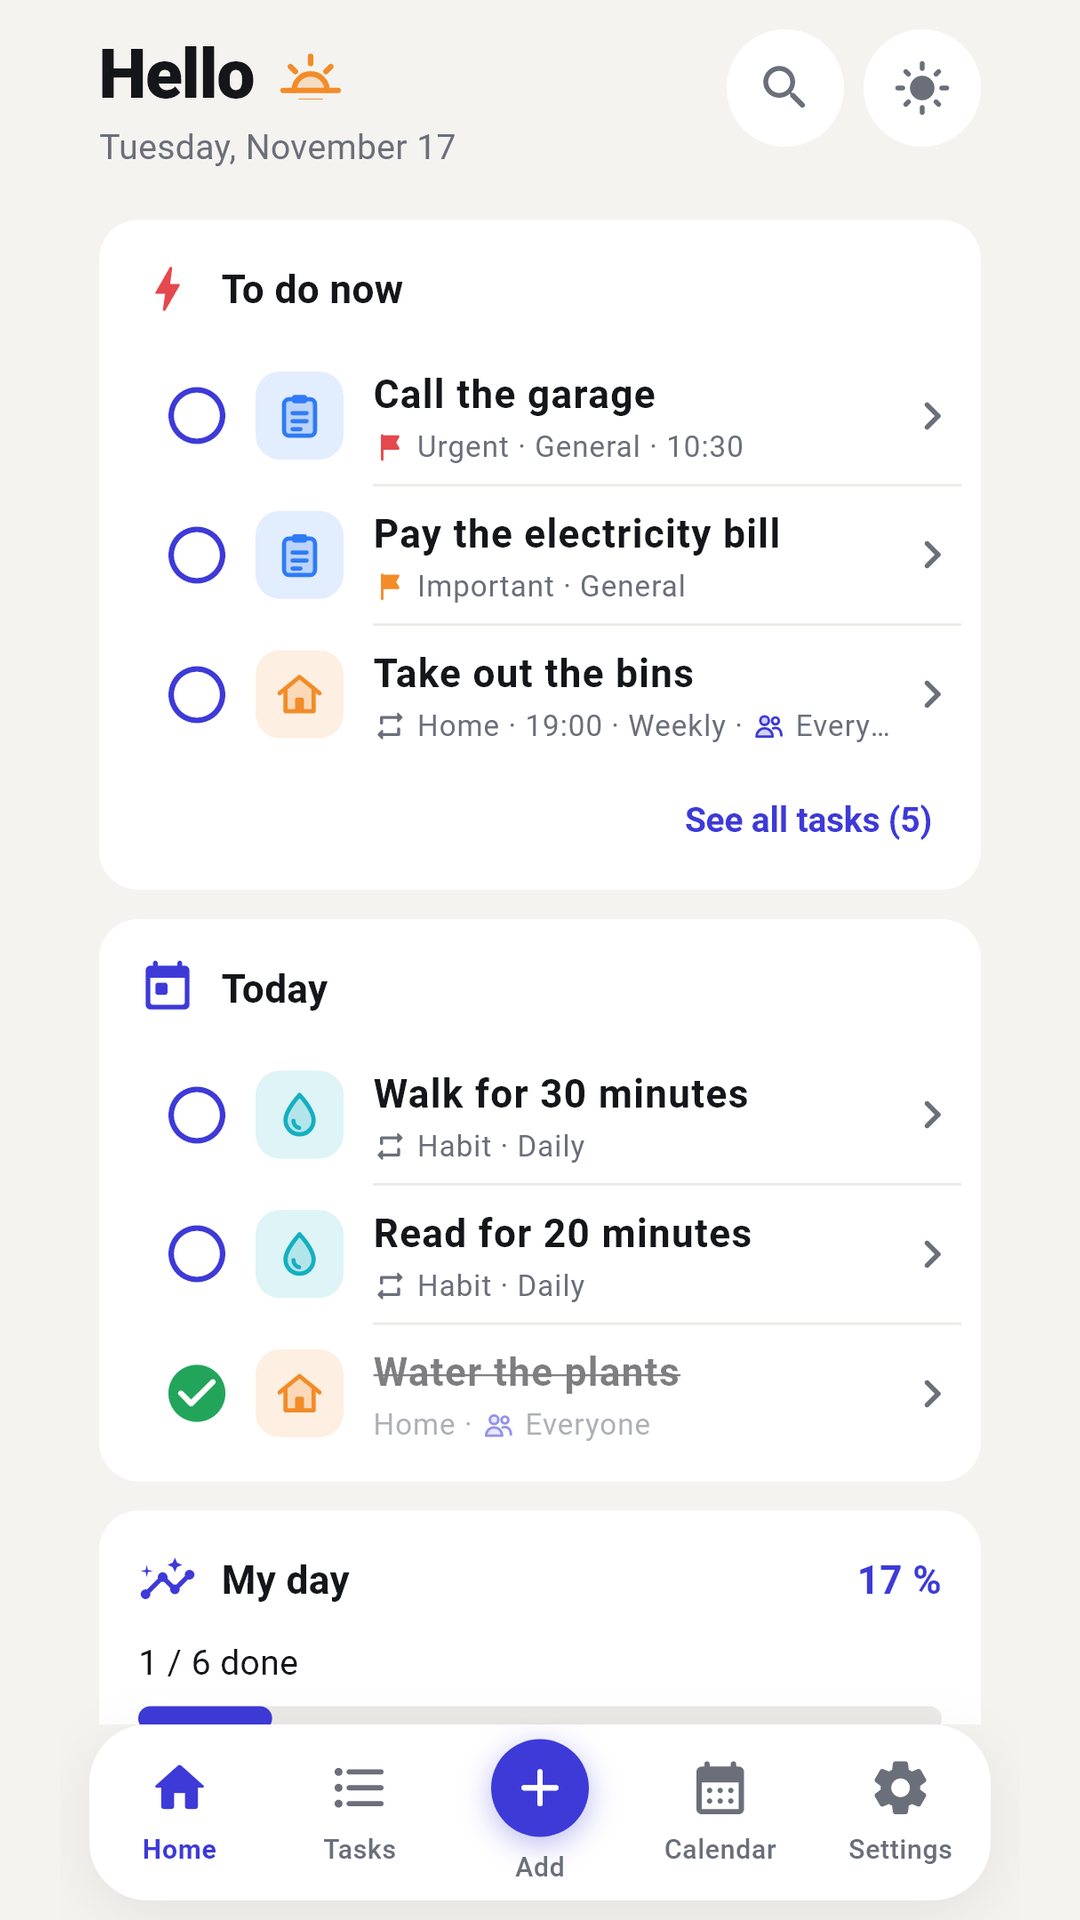 Hello
Tuesday, November 17
To do now
Call the garage
Urgent · General · 10:30
Pay the electricity bill
Important · General
Take out the bins
Home · 19:00 · Weekly · Every...
See all tasks (5)
Today
Walk for 30 minutes
Habit · Daily
Read for 20 minutes
Habit · Daily
Water the plants
Home · Everyone
My day 17 %
1 / 6 done
Home Tasks Add Calendar Settings